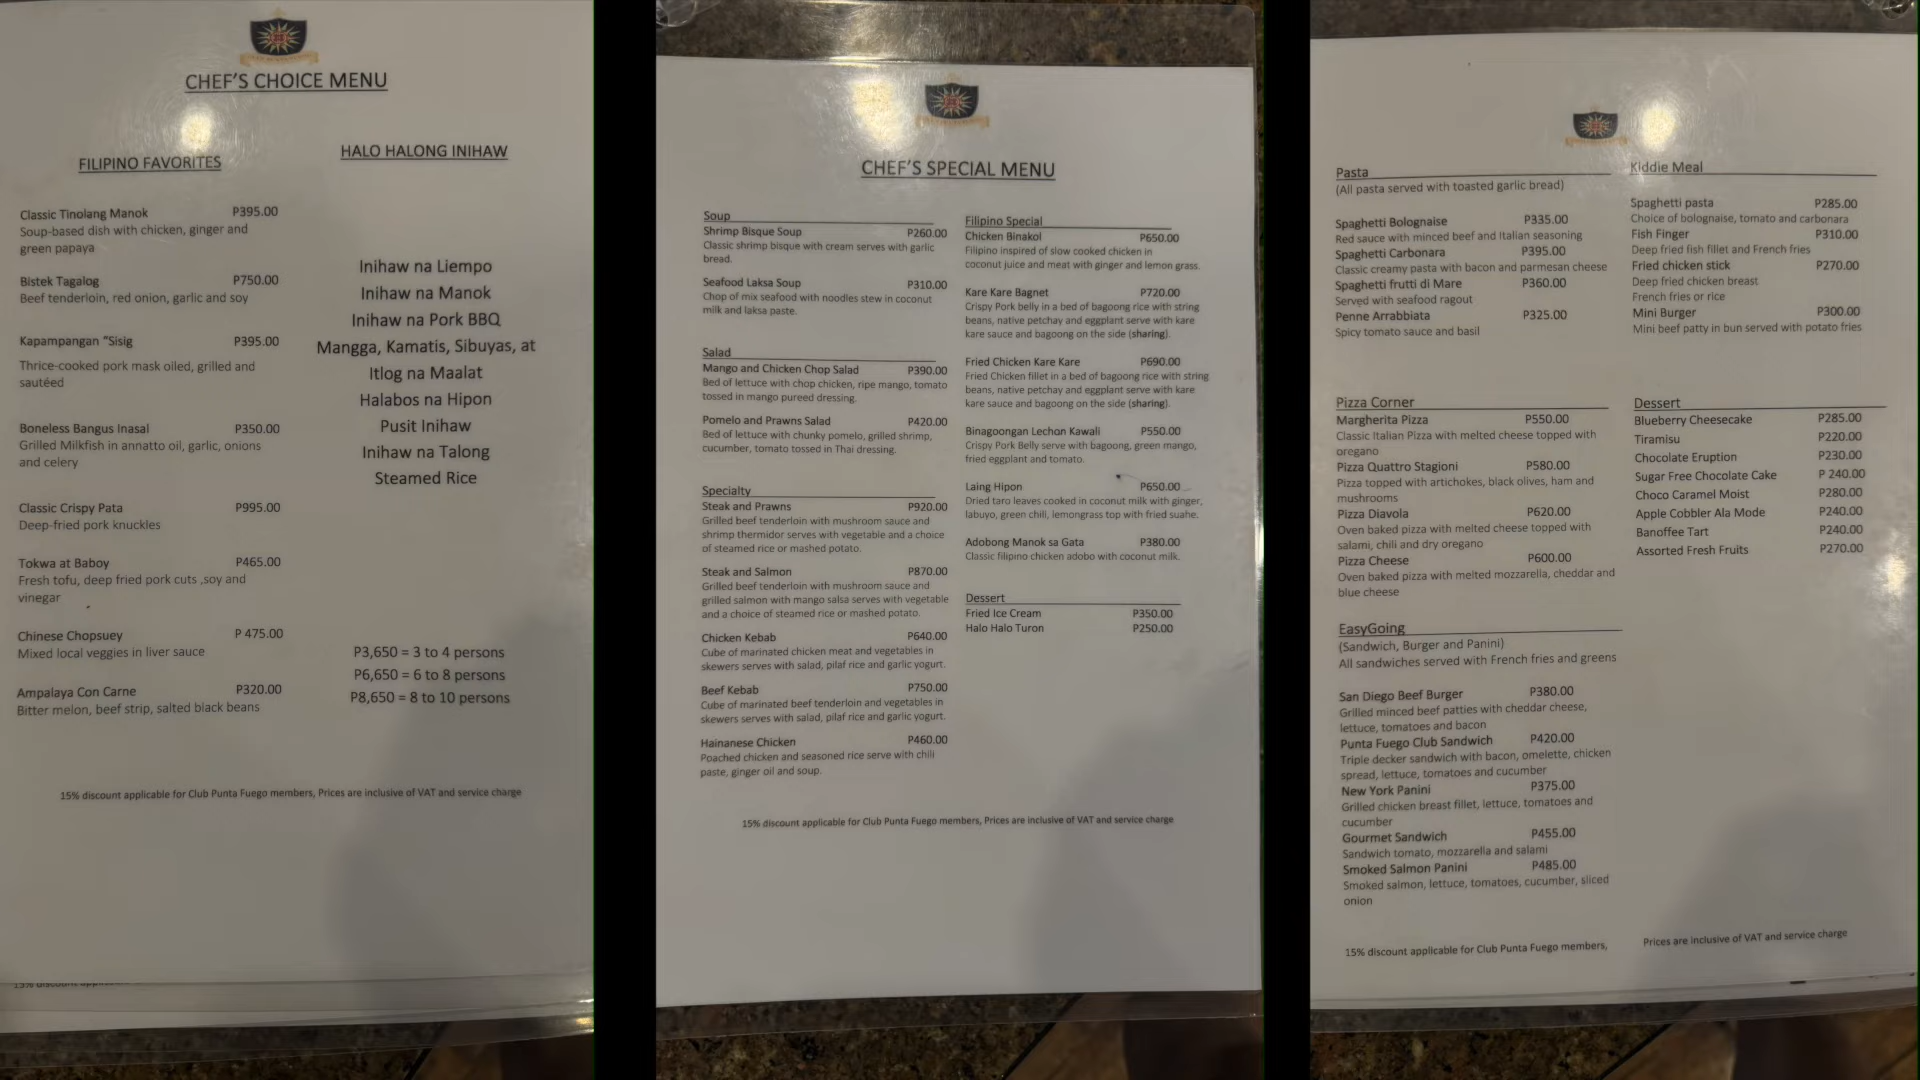 CHEF'S CHOICE MENU
FILIPINO FAVORITES
Classic Tinolang Manok P395.00
Soup-based dish with chicken, ginger and
green papaya
Bistek Tagalog P750.00
Beef tenderloin, red onion, garlic and soy
Kapampangan "Sisig P395.00
Thrice-cooked pork mask oiled, grilled and
sautéed
Boneless Bangus Inasal P350.00
Grilled Milkfish in annatto oil, garlic, onions
and celery
Classic Crispy Pata P995.00
Deep-fried pork knuckles
Tokwa at Baboy P465.00
Fresh tofu, deep fried pork cuts ,soy and
vinegar
Chinese Chopsuey P 475.00
Mixed local veggies in liver sauce
Ampalaya Con Carne P320.00
Bitter melon, beef strip, salted black beans
HALO HALONG INIHAW
Inihaw na Liempo
Inihaw na Manok
Inihaw na Pork BBQ
Mangga, Kamatis, Sibuyas, at
Itlog na Maalat
Halabos na Hipon
Pusit Inihaw
Inihaw na Talong
Steamed Rice
P3,650 = 3 to 4 persons
P6,650 = 6 to 8 persons
P8,650 = 8 to 10 persons
15% discount applicable for Club Punta Fuego members, Prices are inclusive of VAT and service charge
CHEF'S SPECIAL MENU
Soup
Shrimp Bisque Soup P260.00
Classic shrimp bisque with cream serves with garlic
bread.
Seafood Laksa Soup P310.00
Chop of mix seafood with noodles stew in coconut
milk and laksa paste.
Salad
Mango and Chicken Chop Salad P390.00
Bed of lettuce with chop chicken, ripe mango, tomato
tossed in mango pureed dressing.
Pomelo and Prawns Salad P420.00
Bed of lettuce with chunky pomelo, grilled shrimp,
cucumber, tomato tossed in Thai dressing.
Specialty
Steak and Prawns P920.00
Grilled beef tenderloin with mushroom sauce and
shrimp thermidor serves with vegetable and a choice
of steamed rice or mashed potato.
Steak and Salmon P870.00
Grilled beef tenderloin with mushroom sauce and
grilled salmon with mango salsa serves with vegetable
and a choice of steamed rice or mashed potato.
Chicken Kebab P640.00
Cube of marinated chicken meat and vegetables in
skewers serves with salad, pilaf rice and garlic yogurt.
Beef Kebab P750.00
Cube of marinated beef tenderloin and vegetables in
skewers serves with salad, pilaf rice and garlic yogurt.
Hainanese Chicken P460.00
Poached chicken and seasoned rice serve with chili
paste, ginger oil and soup.
Filipino Special
Chicken Binakol P650.00
Filipino inspired of slow cooked chicken in
coconut juice and meat with ginger and lemon grass.
Kare Kare Bagnet P720.00
Crispy Pork belly in a bed of bagoong rice with string
beans, native petchay and eggplant serve with kare
kare sauce and bagoong on the side (sharing).
Fried Chicken Kare Kare P690.00
Fried Chicken fillet in a bed of bagoong rice with string
beans, native petchay and eggplant serve with kare
kare sauce and bagoong on the side (sharing).
Binagoongan Lechon Kawali P550.00
Crispy Pork Belly serve with bagoong, green mango,
fried eggplant and tomato.
Laing Hipon P650.00
Dried taro leaves cooked in coconut milk with ginger,
labuyo, green chili, lemongrass top with fried suahe.
Adobong Manok sa Gata P380.00
Classic filipino chicken adobo with coconut milk.
Dessert
Fried Ice Cream P350.00
Halo Halo Turon P250.00
15% discount applicable for Club Punta Fuego members, Prices are inclusive of VAT and service charge
Pasta
(All pasta served with toasted garlic bread)
Spaghetti Bolognaise P335.00
Red sauce with minced beef and Italian seasoning
Spaghetti Carbonara P395.00
Classic creamy pasta with bacon and parmesan cheese
Spaghetti frutti di Mare P360.00
Served with seafood ragout
Penne Arrabbiata P325.00
Spicy tomato sauce and basil
Pizza Corner
Margherita Pizza P550.00
Classic Italian Pizza with melted cheese topped with
oregano
Pizza Quattro Stagioni P580.00
Pizza topped with artichokes, black olives, ham and
mushrooms
Pizza Diavola P620.00
Oven baked pizza with melted cheese topped with
salami, chili and dry oregano
Pizza Cheese P600.00
Oven baked pizza with melted mozzarella, cheddar and
blue cheese
EasyGoing
(Sandwich, Burger and Panini)
All sandwiches served with French fries and greens
San Diego Beef Burger P380.00
Grilled minced beef patties with cheddar cheese,
lettuce, tomatoes and bacon
Punta Fuego Club Sandwich P420.00
Triple decker sandwich with bacon, omelette, chicken
spread, lettuce, tomatoes and cucumber
New York Panini P375.00
Grilled chicken breast fillet, lettuce, tomatoes and
cucumber
Gourmet Sandwich P455.00
Sandwich tomato, mozzarella and salami
Smoked Salmon Panini P485.00
Smoked salmon, lettuce, tomatoes, cucumber, sliced
onion
Kiddie Meal
Spaghetti pasta P285.00
Choice of bolognaise, tomato and carbonara
Fish Finger P310.00
Deep fried fish fillet and French fries
Fried chicken stick P270.00
Deep fried chicken breast
French fries or rice
Mini Burger P300.00
Mini beef patty in bun served with potato fries
Dessert
Blueberry Cheesecake P285.00
Tiramisu P220.00
Chocolate Eruption P230.00
Sugar Free Chocolate Cake P 240.00
Choco Caramel Moist P280.00
Apple Cobbler Ala Mode P240.00
Banoffee Tart P240.00
Assorted Fresh Fruits P270.00
15% discount applicable for Club Punta Fuego members, Prices are inclusive of VAT and service charge